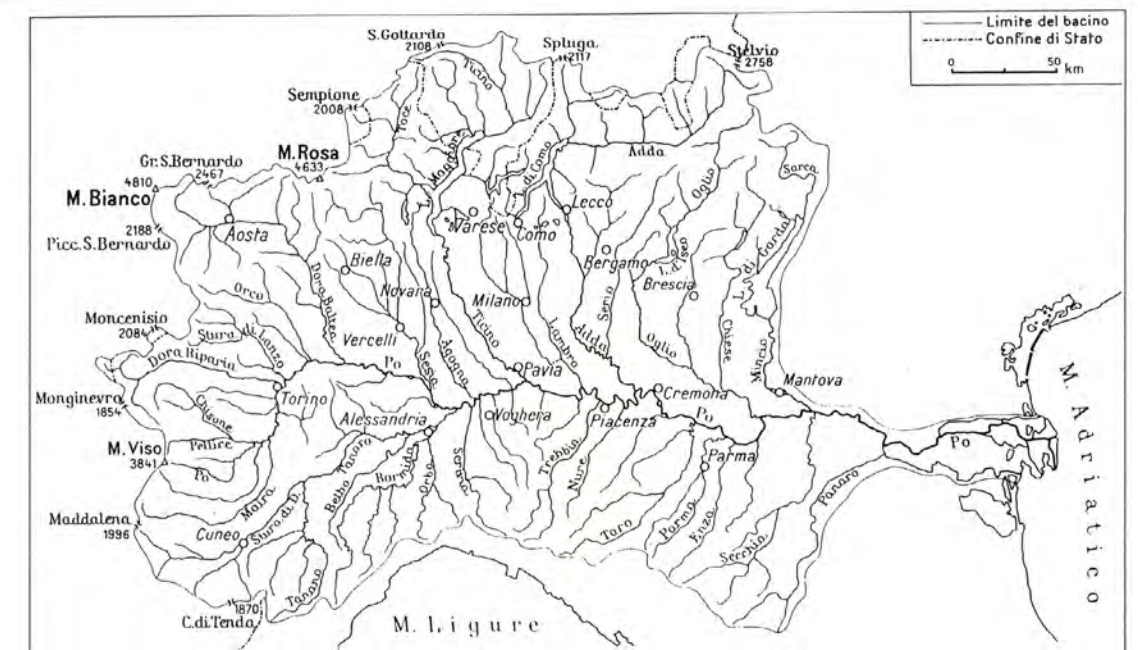 Limite del bacino
Confine di Stato
0 50
km
S. Gottardo
2108
Spluga
2117
Stelvio
2758
Sempione
2008
Toce
Ticino
M. Rosa
4633
Gr. S. Bernardo
2467
4810
M. Bianco
2188
Picc. S. Bernardo
L. Maggiore
L. di Como
Adda
Oglio
Sarca
Aosta
Varese
Como
Lecco
L. di Garda
Biella
Bergamo
L. d. Iseo
Brescia
Orco
Dora Baltea
Novara
Milano
Serio
Moncenisio
2084
Stura di Lanzo
Vercelli
Ticino
Lambro
Adda
Oglio
Chiese
Mincio
Dora Riparia
Po
Sesia
Agogna
Pavia
Mantova
Monginevro
1854
Torino
Cremona
Chisone
Alessandria
Voghera
Piacenza
Po
M. Viso
3841
Pellice
Po
Tanaro
Trebbia
Parma
Po
Maira
Belbo
Bormida
Orba
Scrivia
Nure
Panaro
Maddalena
1996
Cuneo
Stura di D.
Taro
Parma
Enza
Secchia
Tanaro
1870
C. di Tenda
M. Ligure
M. Adriatico